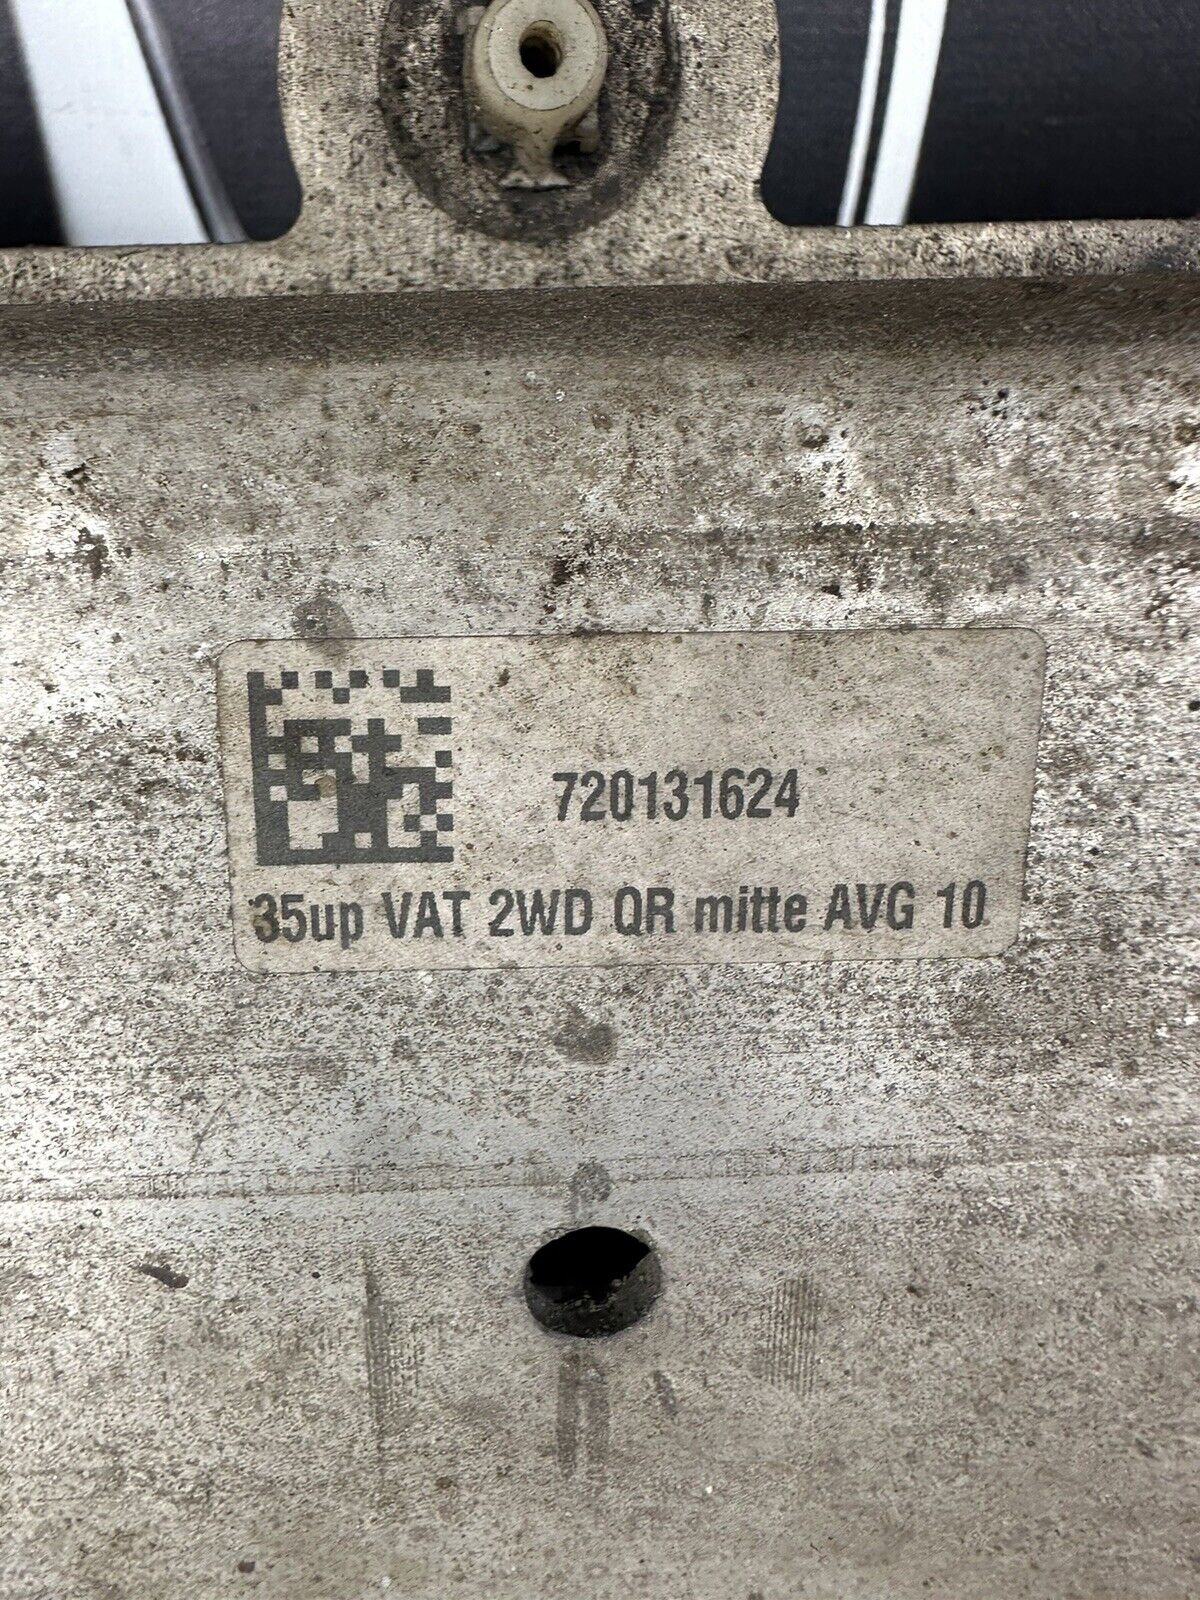 720131624
35up VAT 2WD QR mitte AVG 10